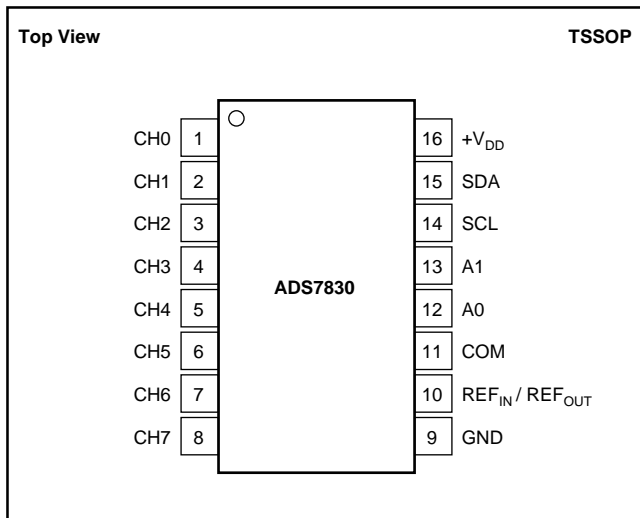 Top View TSSOP
CH0 1 16 +VDD
CH1 2 15 SDA
CH2 3 14 SCL
CH3 4 13 A1
ADS7830
CH4 5 12 A0
CH5 6 11 COM
CH6 7 10 REFIN / REFOUT
CH7 8 9 GND